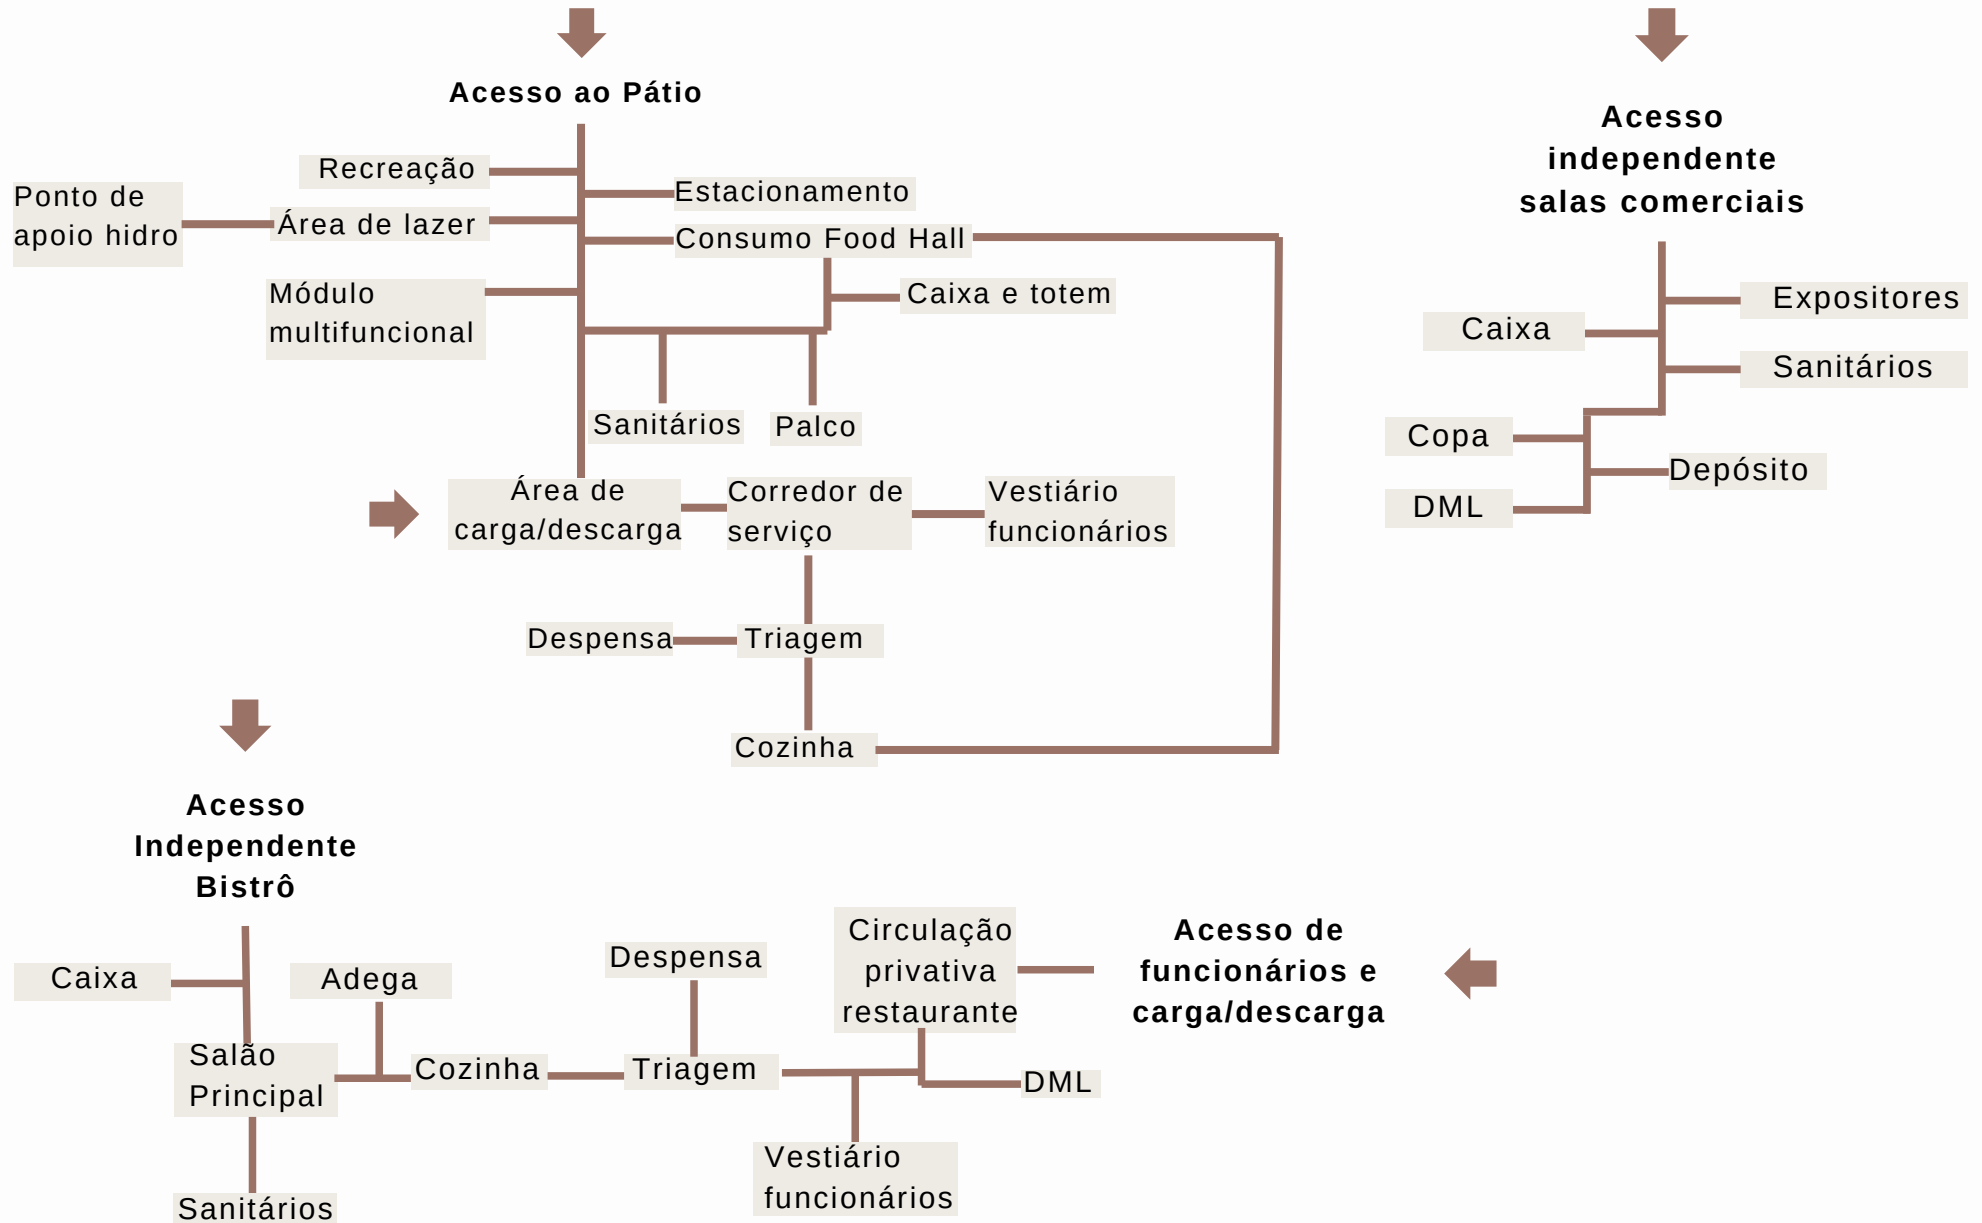 Acesso ao Pátio
Recreação
Ponto de
apoio hidro
Área de lazer
Estacionamento
Consumo Food Hall
Módulo
multifuncional
Caixa e totem
Sanitários
Palco
Área de
carga/descarga
Corredor de
serviço
Vestiário
funcionários
Despensa
Triagem
Cozinha
Acesso
independente
salas comerciais
Expositores
Caixa
Sanitários
Copa
Depósito
DML
Acesso
Independente
Bistrô
Caixa
Adega
Salão
Principal
Cozinha
Sanitários
Despensa
Triagem
Circulação
privativa
restaurante
DML
Vestiário
funcionários
Acesso de
funcionários e
carga/descarga